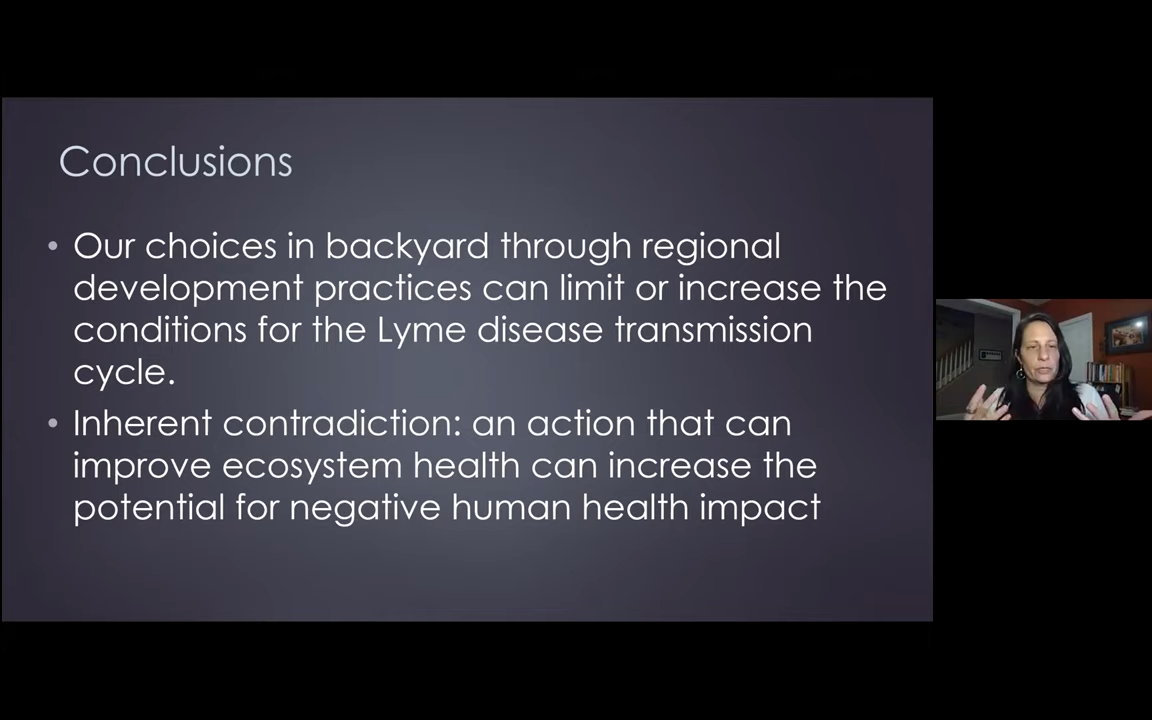 Conclusions
• Our choices in backyard through regional
development practices can limit or increase the
conditions for the Lyme disease transmission
cycle.
• Inherent contradiction: an action that can
improve ecosystem health can increase the
potential for negative human health impact